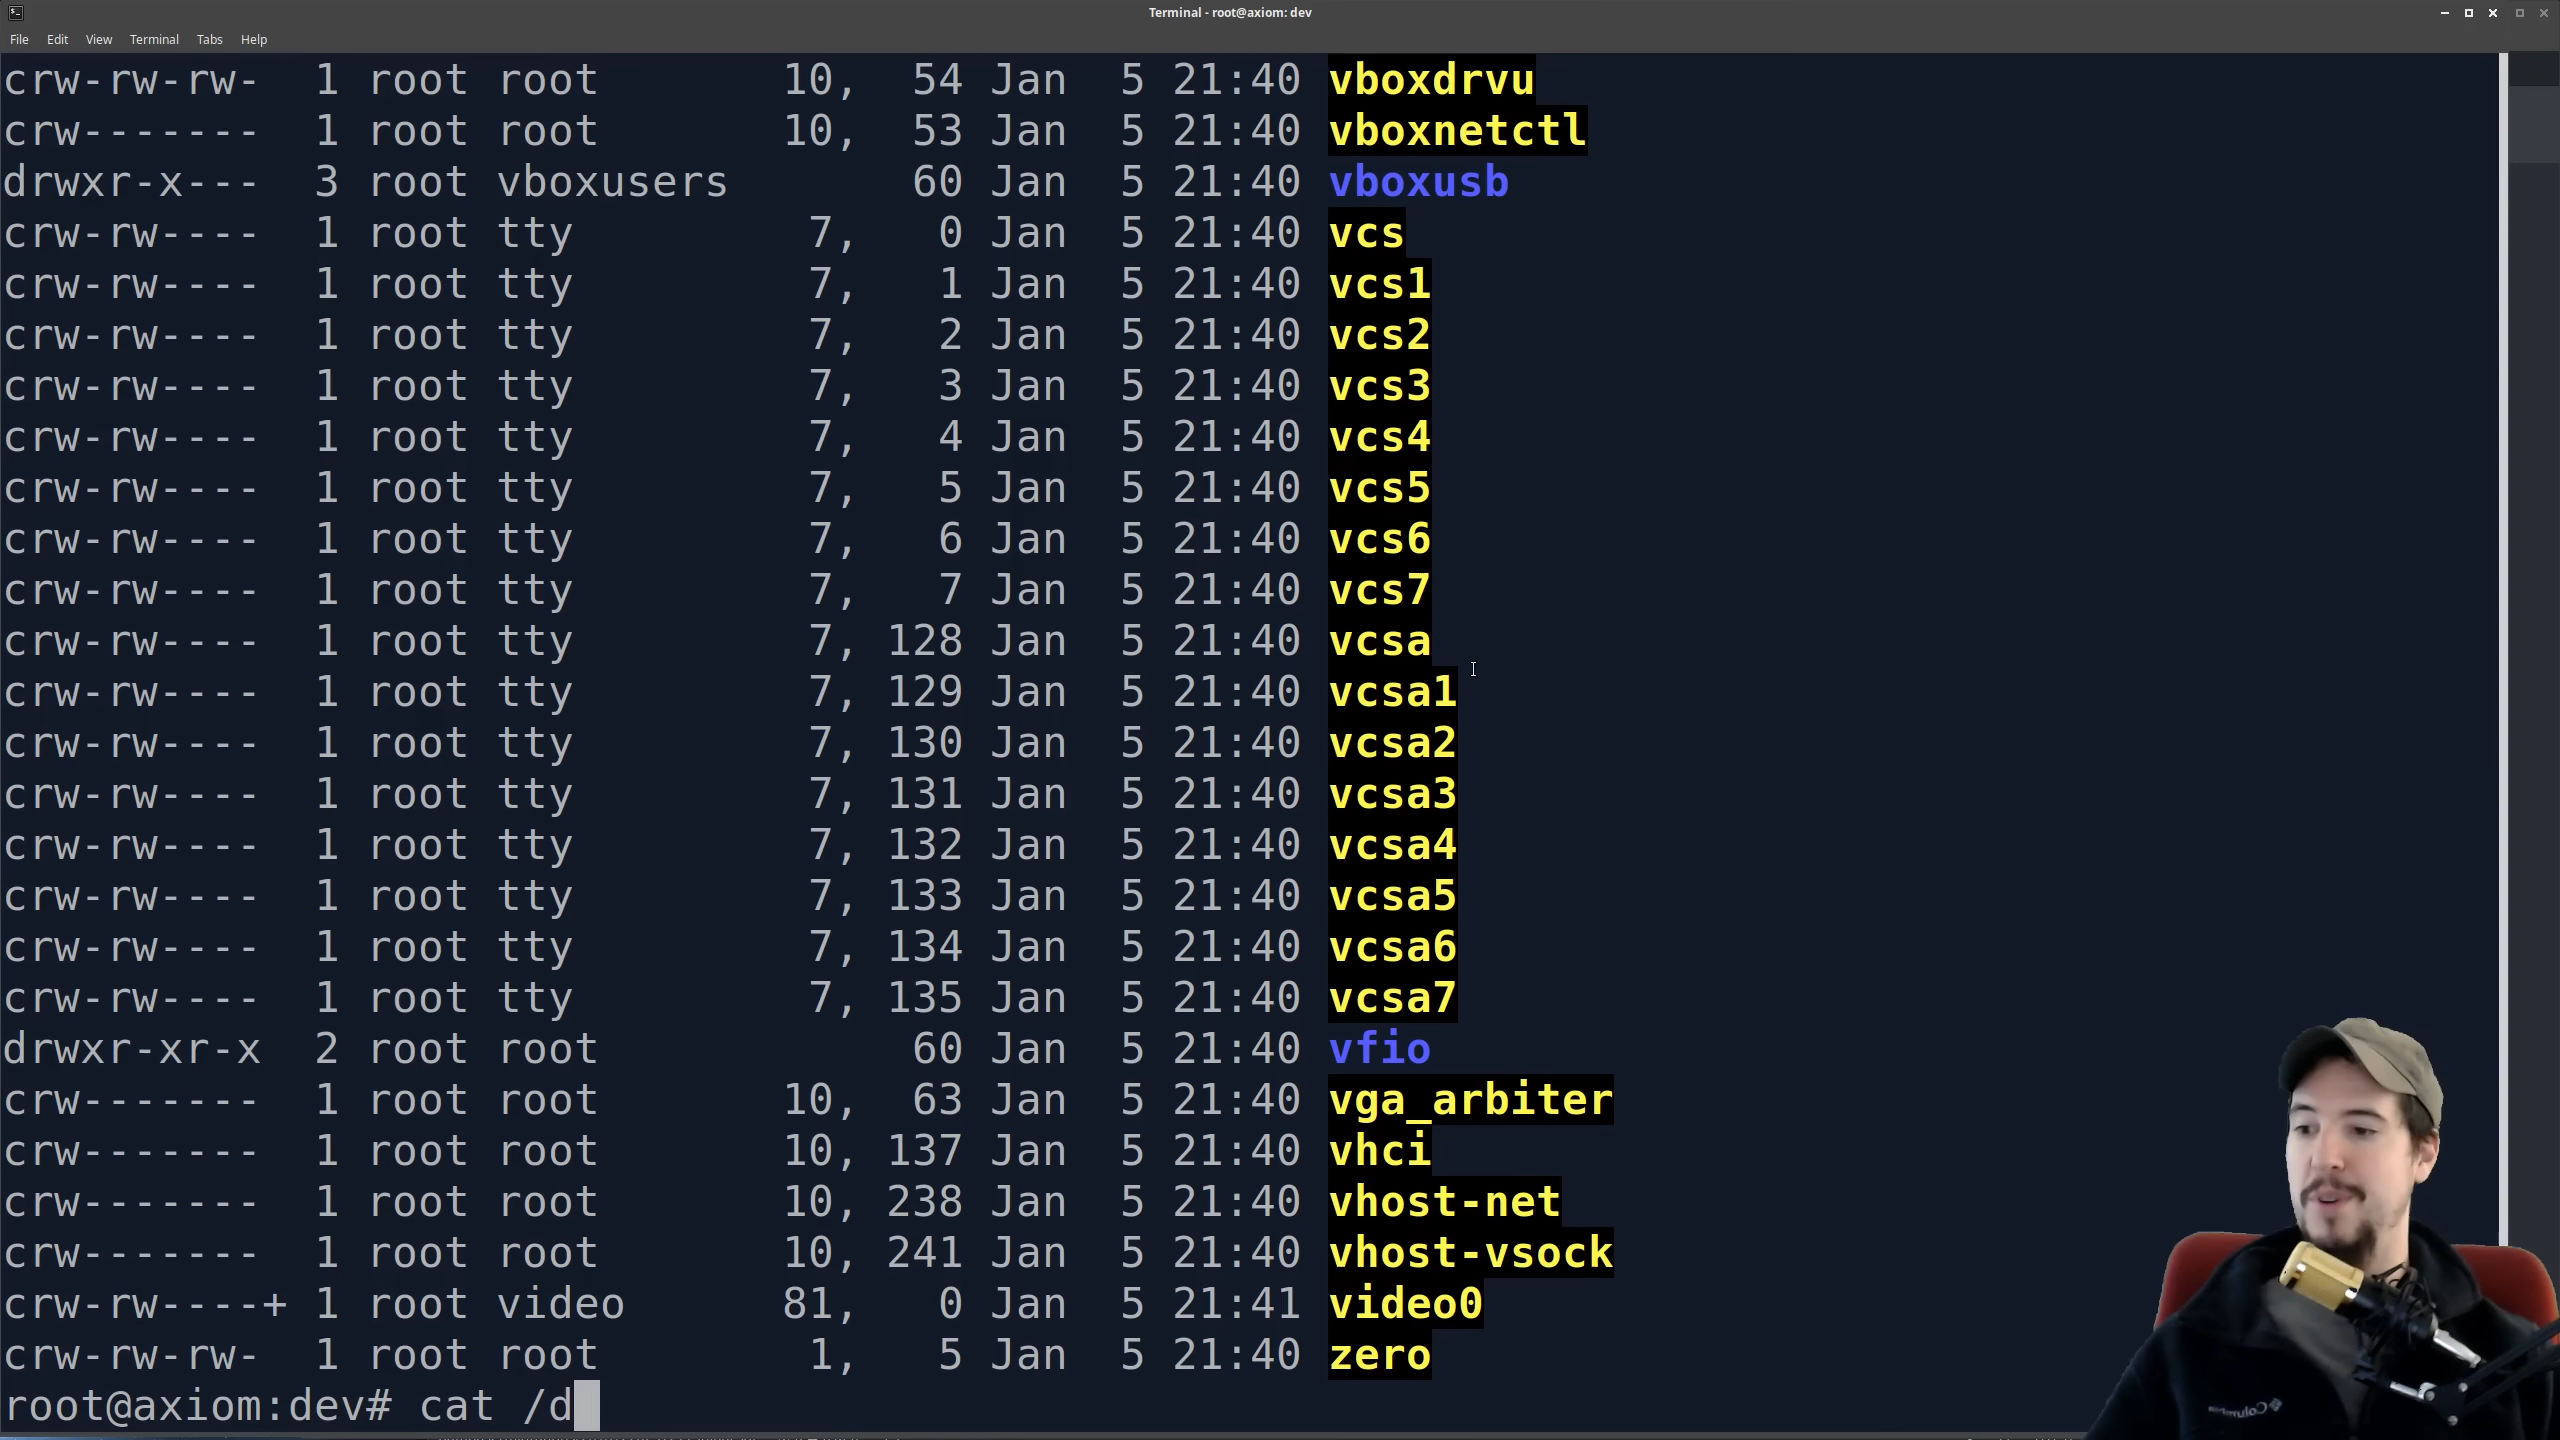 Terminal - root@axiom: dev
File Edit View Terminal Tabs Help
crw-rw-rw- 1 root root 10, 54 Jan 5 21:40 vboxdrvu
crw------- 1 root root 10, 53 Jan 5 21:40 vboxnetctl
drwxr-x--- 3 root vboxusers 60 Jan 5 21:40 vboxusb
crw-rw---- 1 root tty 7, 0 Jan 5 21:40 vcs
crw-rw---- 1 root tty 7, 1 Jan 5 21:40 vcs1
crw-rw---- 1 root tty 7, 2 Jan 5 21:40 vcs2
crw-rw---- 1 root tty 7, 3 Jan 5 21:40 vcs3
crw-rw---- 1 root tty 7, 4 Jan 5 21:40 vcs4
crw-rw---- 1 root tty 7, 5 Jan 5 21:40 vcs5
crw-rw---- 1 root tty 7, 6 Jan 5 21:40 vcs6
crw-rw---- 1 root tty 7, 7 Jan 5 21:40 vcs7
crw-rw---- 1 root tty 7, 128 Jan 5 21:40 vcsa
crw-rw---- 1 root tty 7, 129 Jan 5 21:40 vcsa1
crw-rw---- 1 root tty 7, 130 Jan 5 21:40 vcsa2
crw-rw---- 1 root tty 7, 131 Jan 5 21:40 vcsa3
crw-rw---- 1 root tty 7, 132 Jan 5 21:40 vcsa4
crw-rw---- 1 root tty 7, 133 Jan 5 21:40 vcsa5
crw-rw---- 1 root tty 7, 134 Jan 5 21:40 vcsa6
crw-rw---- 1 root tty 7, 135 Jan 5 21:40 vcsa7
drwxr-xr-x 2 root root 60 Jan 5 21:40 vfio
crw------- 1 root root 10, 63 Jan 5 21:40 vga_arbiter
crw------- 1 root root 10, 137 Jan 5 21:40 vhci
crw------- 1 root root 10, 238 Jan 5 21:40 vhost-net
crw------- 1 root root 10, 241 Jan 5 21:40 vhost-vsock
crw-rw----+ 1 root video 81, 0 Jan 5 21:41 video0
crw-rw-rw- 1 root root 1, 5 Jan 5 21:40 zero
root@axiom:dev# cat /d
Columbia